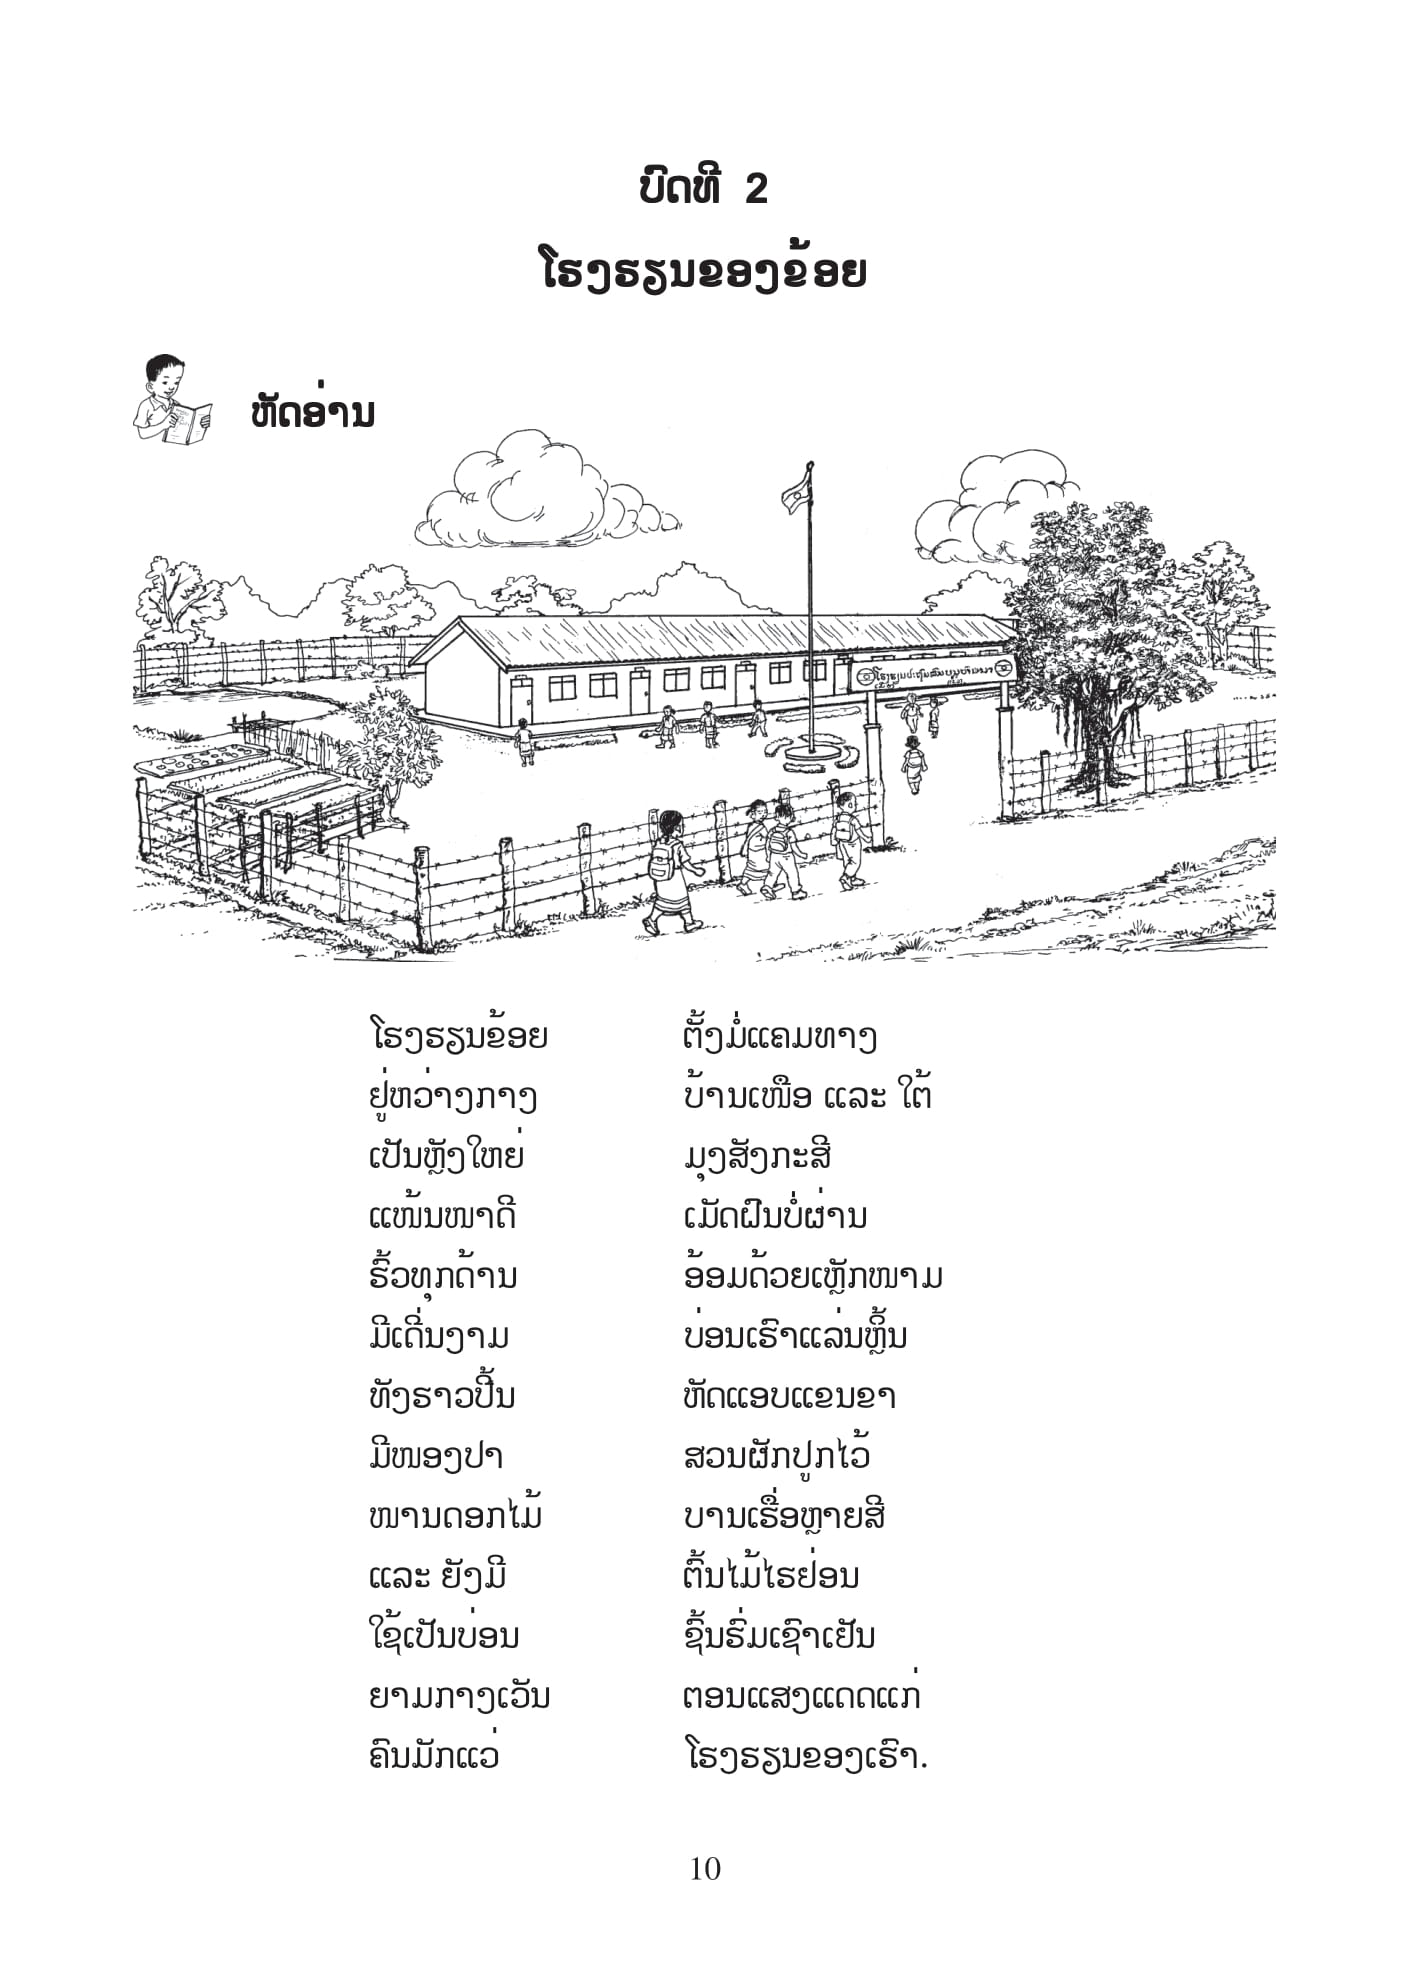 ບົດທີ 2
ໂຮງຮຽນຂອງຂ້ອຍ
ຫັດອ່ານ
ໂຮງຮຽນຂ້ອຍ ຕັ້ງມໍ່ແຄມທາງ
ຢູ່ຫວ່າງກາງ ບ້ານເໜືອ ແລະ ໃຕ້
ເປັນຫຼັງໃຫຍ່ ມຸງສັງກະສີ
ແໜ້ນໜາດີ ເມັດຝົນບໍ່ຜ່ານ
ຮົ້ວທຸກດ້ານ ອ້ອມດ້ວຍເຫຼັກໜາມ
ມີເດີ່ນງາມ ບ່ອນເຮົາແລ່ນຫຼິ້ນ
ທັງຮາວປີ້ນ ຫັດແອບແຂນຂາ
ມີໜອງປາ ສວນຜັກປູກໄວ້
ໜານດອກໄມ້ ບານເຮື່ອຫຼາຍສີ
ແລະ ຍັງມີ ຕົ້ນໄມ້ໄຮຢ່ອນ
ໃຊ້ເປັນບ່ອນ ຊົ້ນຮົ່ມເຊົາເຢັນ
ຍາມກາງເວັນ ຕອນແສງແດດແກ່
ຄົນມັກແວ່ ໂຮງຮຽນຂອງເຮົາ.
10